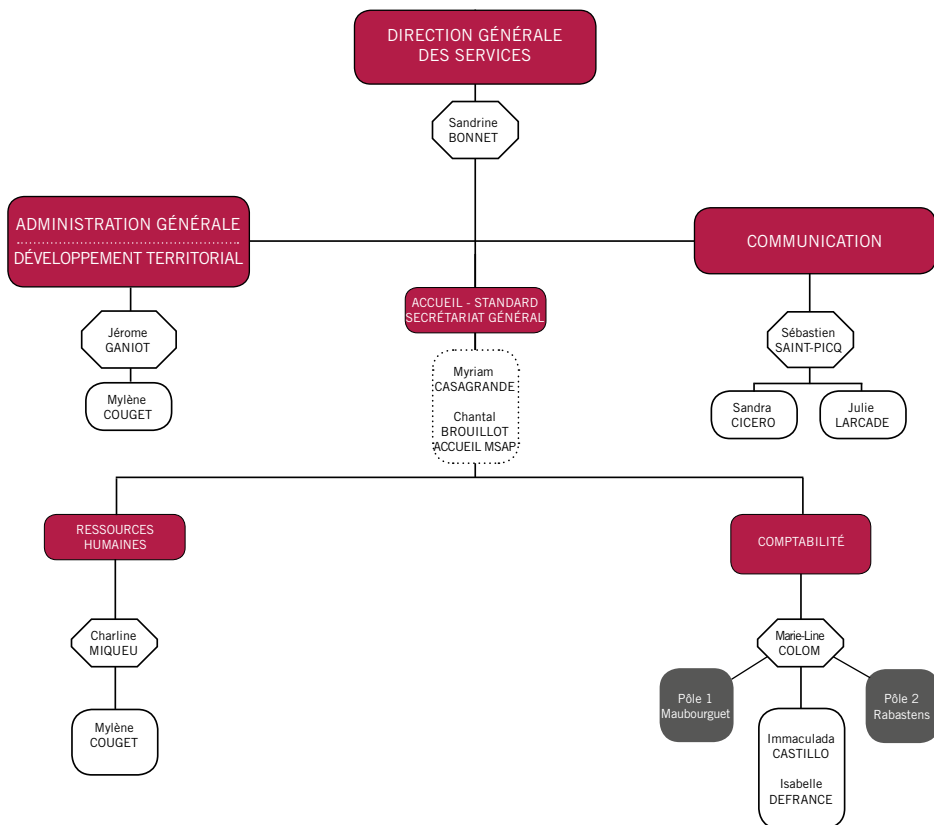 DIRECTION GÉNÉRALE
DES SERVICES
Sandrine
BONNET
ADMINISTRATION GÉNÉRALE
DÉVELOPPEMENT TERRITORIAL
COMMUNICATION
ACCUEIL - STANDARD
SECRÉTARIAT GÉNÉRAL
Jérome
GANIOT
Sébastien
SAINT-PICQ
Mylène
COUGET
Myriam
CASAGRANDE
Chantal
BROUILLOT
ACCUEIL MSAP
Sandra
CICERO
Julie
LARCADE
RESSOURCES
HUMAINES
COMPTABILITÉ
Charline
MIQUEU
Marie-Line
COLOM
Pôle 1
Maubourguet
Pôle 2
Rabastens
Mylène
COUGET
Immaculada
CASTILLO
Isabelle
DEFRANCE